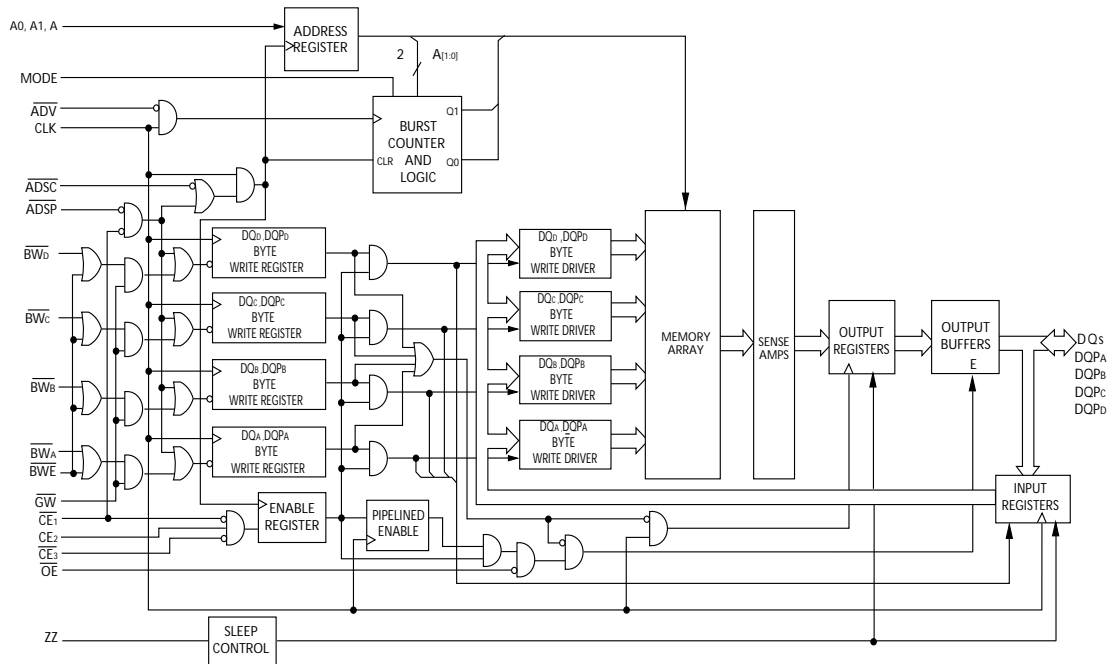 A0, A1, A
ADDRESS
REGISTER
2 A[1:0]
MODE
ADV
CLK
BURST
COUNTER
AND
LOGIC
CLR
Q1
Q0
ADSC
ADSP
BWD
DQD,DQPD
BYTE
WRITE REGISTER
DQD,DQPD
BYTE
WRITE DRIVER
BWC
DQC,DQPC
BYTE
WRITE REGISTER
DQC,DQPC
BYTE
WRITE DRIVER
MEMORY
ARRAY
SENSE
AMPS
OUTPUT
REGISTERS
OUTPUT
BUFFERS
E
DQs
DQPA
DQPB
DQPC
DQPD
BWB
DQB,DQPB
BYTE
WRITE REGISTER
DQB,DQPB
BYTE
WRITE DRIVER
BWA
BWE
DQA,DQPA
BYTE
WRITE REGISTER
DQA,DQPA
BYTE
WRITE DRIVER
GW
CE1
CE2
CE3
OE
ENABLE
REGISTER
PIPELINED
ENABLE
INPUT
REGISTERS
ZZ
SLEEP
CONTROL